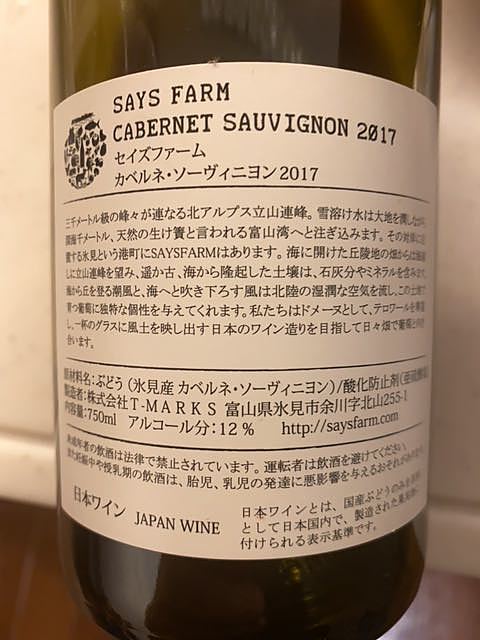 SAYS FARM
CABERNET SAUVIGNON 2017
セイズファーム
カベルネ・ソーヴィニヨン2017
三千メートル級の峰々が連なる北アルプス立山連峰。雪溶け水は大地を潤しながら
千メートル、天然の生け簀と言われる富山湾へと注ぎ込みます。その
する氷見という港町にSAYSFARMはあります。海に開けた丘陵地の畑からは
に立山連峰を望み、遥か古、海から隆起した土壌は、石灰分やミネラルを含み
から丘を登る潮風と、海へと吹き下ろす風は北陸の湿潤な空気を流し、この土地で
育つ葡萄に独特な個性を与えてくれます。私たちはドメーヌとして、テロワールを
し、一杯のグラスに風土を映し出す日本のワイン造りを目指して日々畑で葡萄と
合います。
原材料名:ぶどう(氷見産 カベルネ・ソーヴィニヨン)/酸化防止剤(亜硫酸塩)
製造者:株式会社T-MARKS 富山県氷見市余川字北山255-1
内容量:750ml アルコール分:12% http://saysfarm.com
未成年者の飲酒は法律で禁止されています。運転者は飲酒を避けてください。
また妊娠中や授乳期の飲酒は、胎児、乳児の発達に悪影響を与えるおそれが
日本ワイン JAPAN WINE
日本ワインとは、国産ぶどうのみを
として日本国内で、製造された果実酒に
付けられる表示基準です。